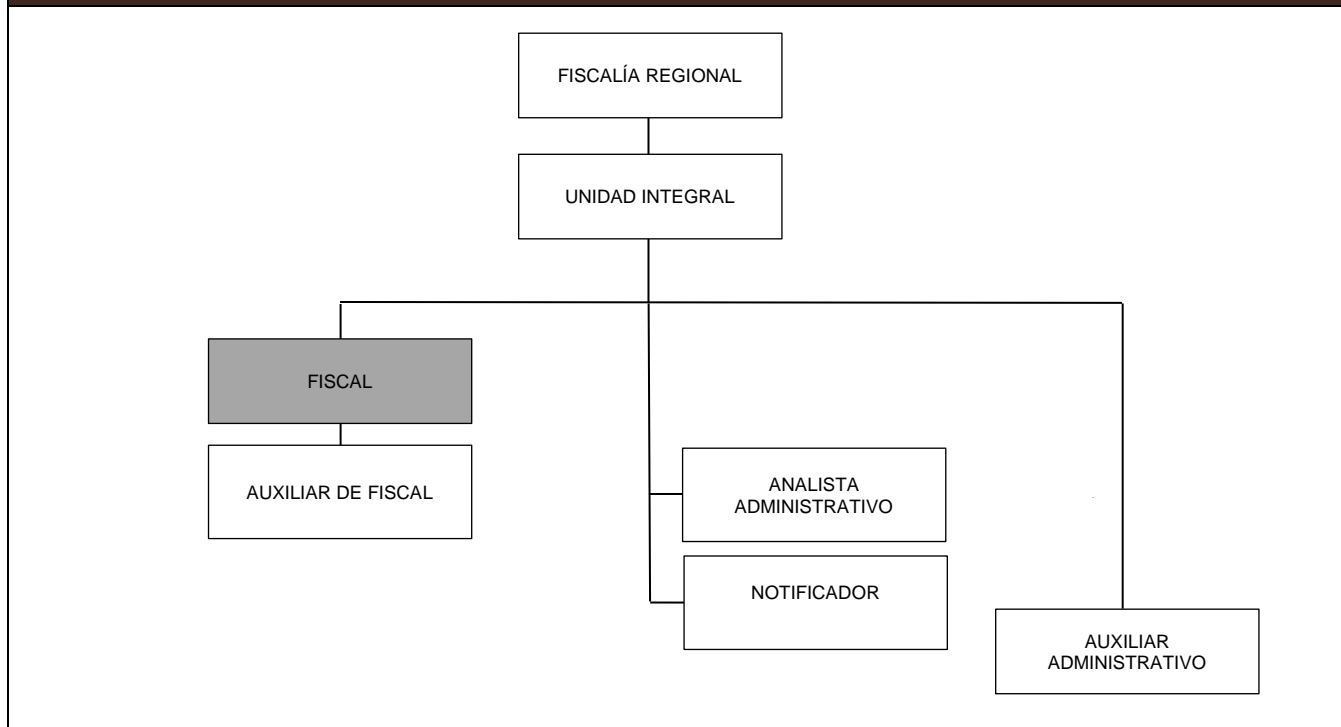 FISCALÍA REGIONAL
UNIDAD INTEGRAL
FISCAL
AUXILIAR DE FISCAL
ANALISTA
ADMINISTRATIVO
NOTIFICADOR
AUXILIAR
ADMINISTRATIVO